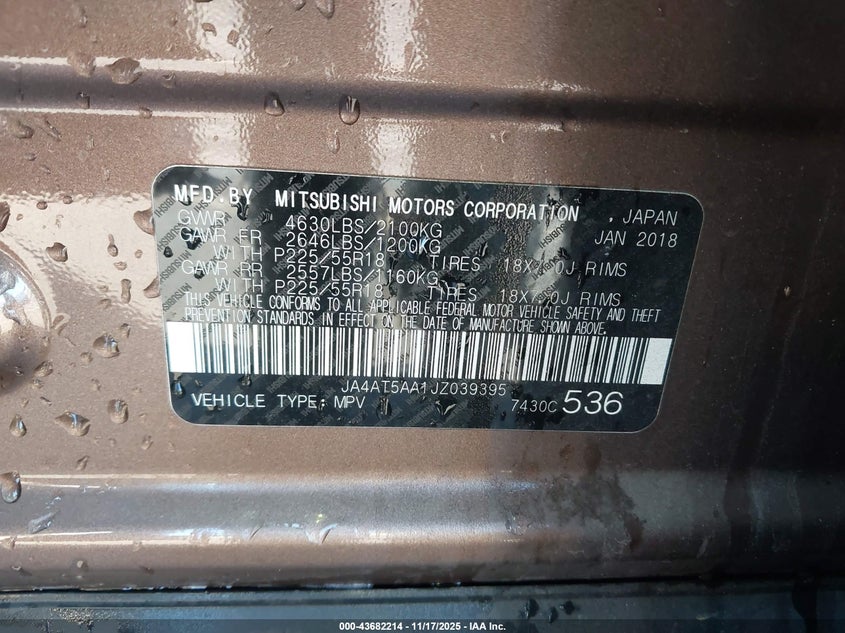 MFD.BY MITSUBISHI MOTORS CORPORATION , JAPAN
GVWR 4630LBS/2100KG JAN 2018
GAWR FR 2646LBS/1200KG
WITH P225/55R18 TIRES 18X7.0J RIMS
GAWR RR 2557LBS/1160KG
WITH P225/55R18 TIRES 18X7.0J RIMS
THIS VEHICLE CONFORMS TO ALL APPLICABLE FEDERAL MOTOR VEHICLE SAFETY AND THEFT
PREVENTION STANDARDS IN EFFECT ON THE DATE OF MANUFACTURE SHOWN ABOVE.
JA4AT5AA1JZ039395
VEHICLE TYPE: MPV 7430C 536
000-43682214 - 11/17/2025 - IAA Inc.